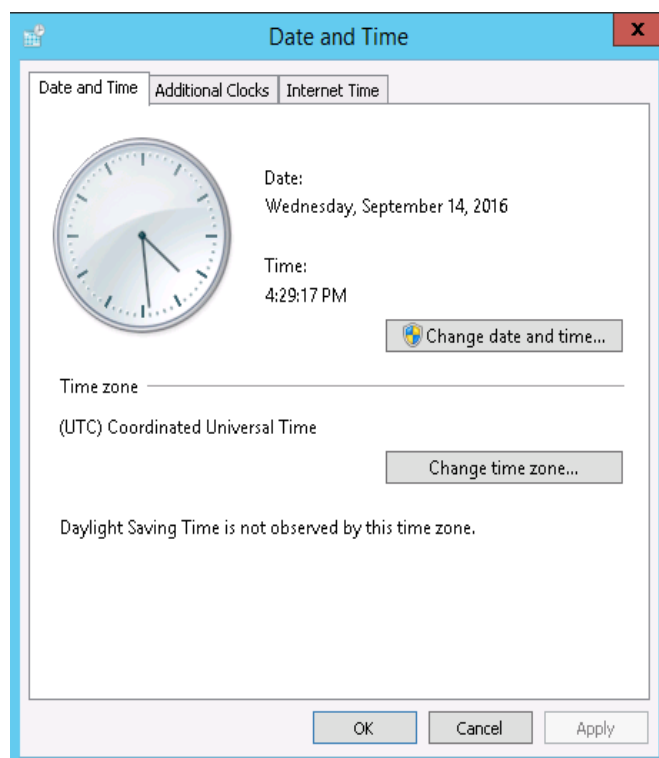 Date and Time
x
Date and Time Additional Clocks Internet Time
Date:
Wednesday, September 14, 2016
Time:
4:29:17 PM
Change date and time...
Time zone
(UTC) Coordinated Universal Time
Change time zone...
Daylight Saving Time is not observed by this time zone.
OK Cancel Apply